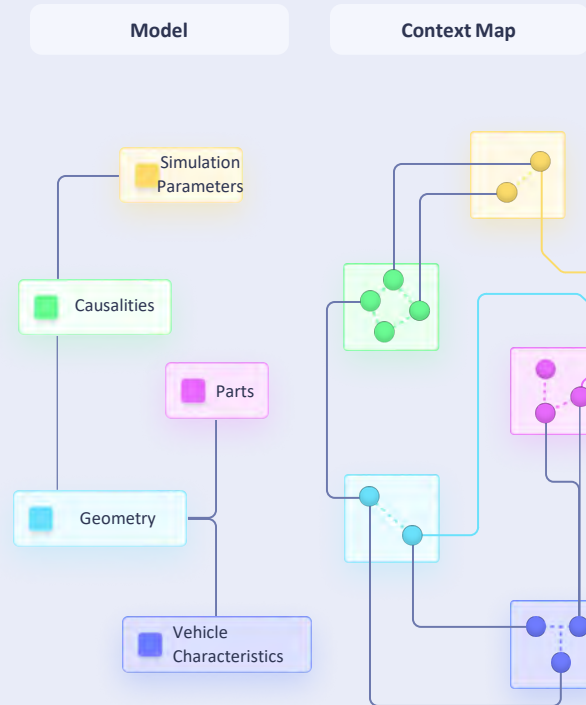 Model
Context Map
Simulation
Parameters
Causalities
Parts
Geometry
Vehicle
Characteristics